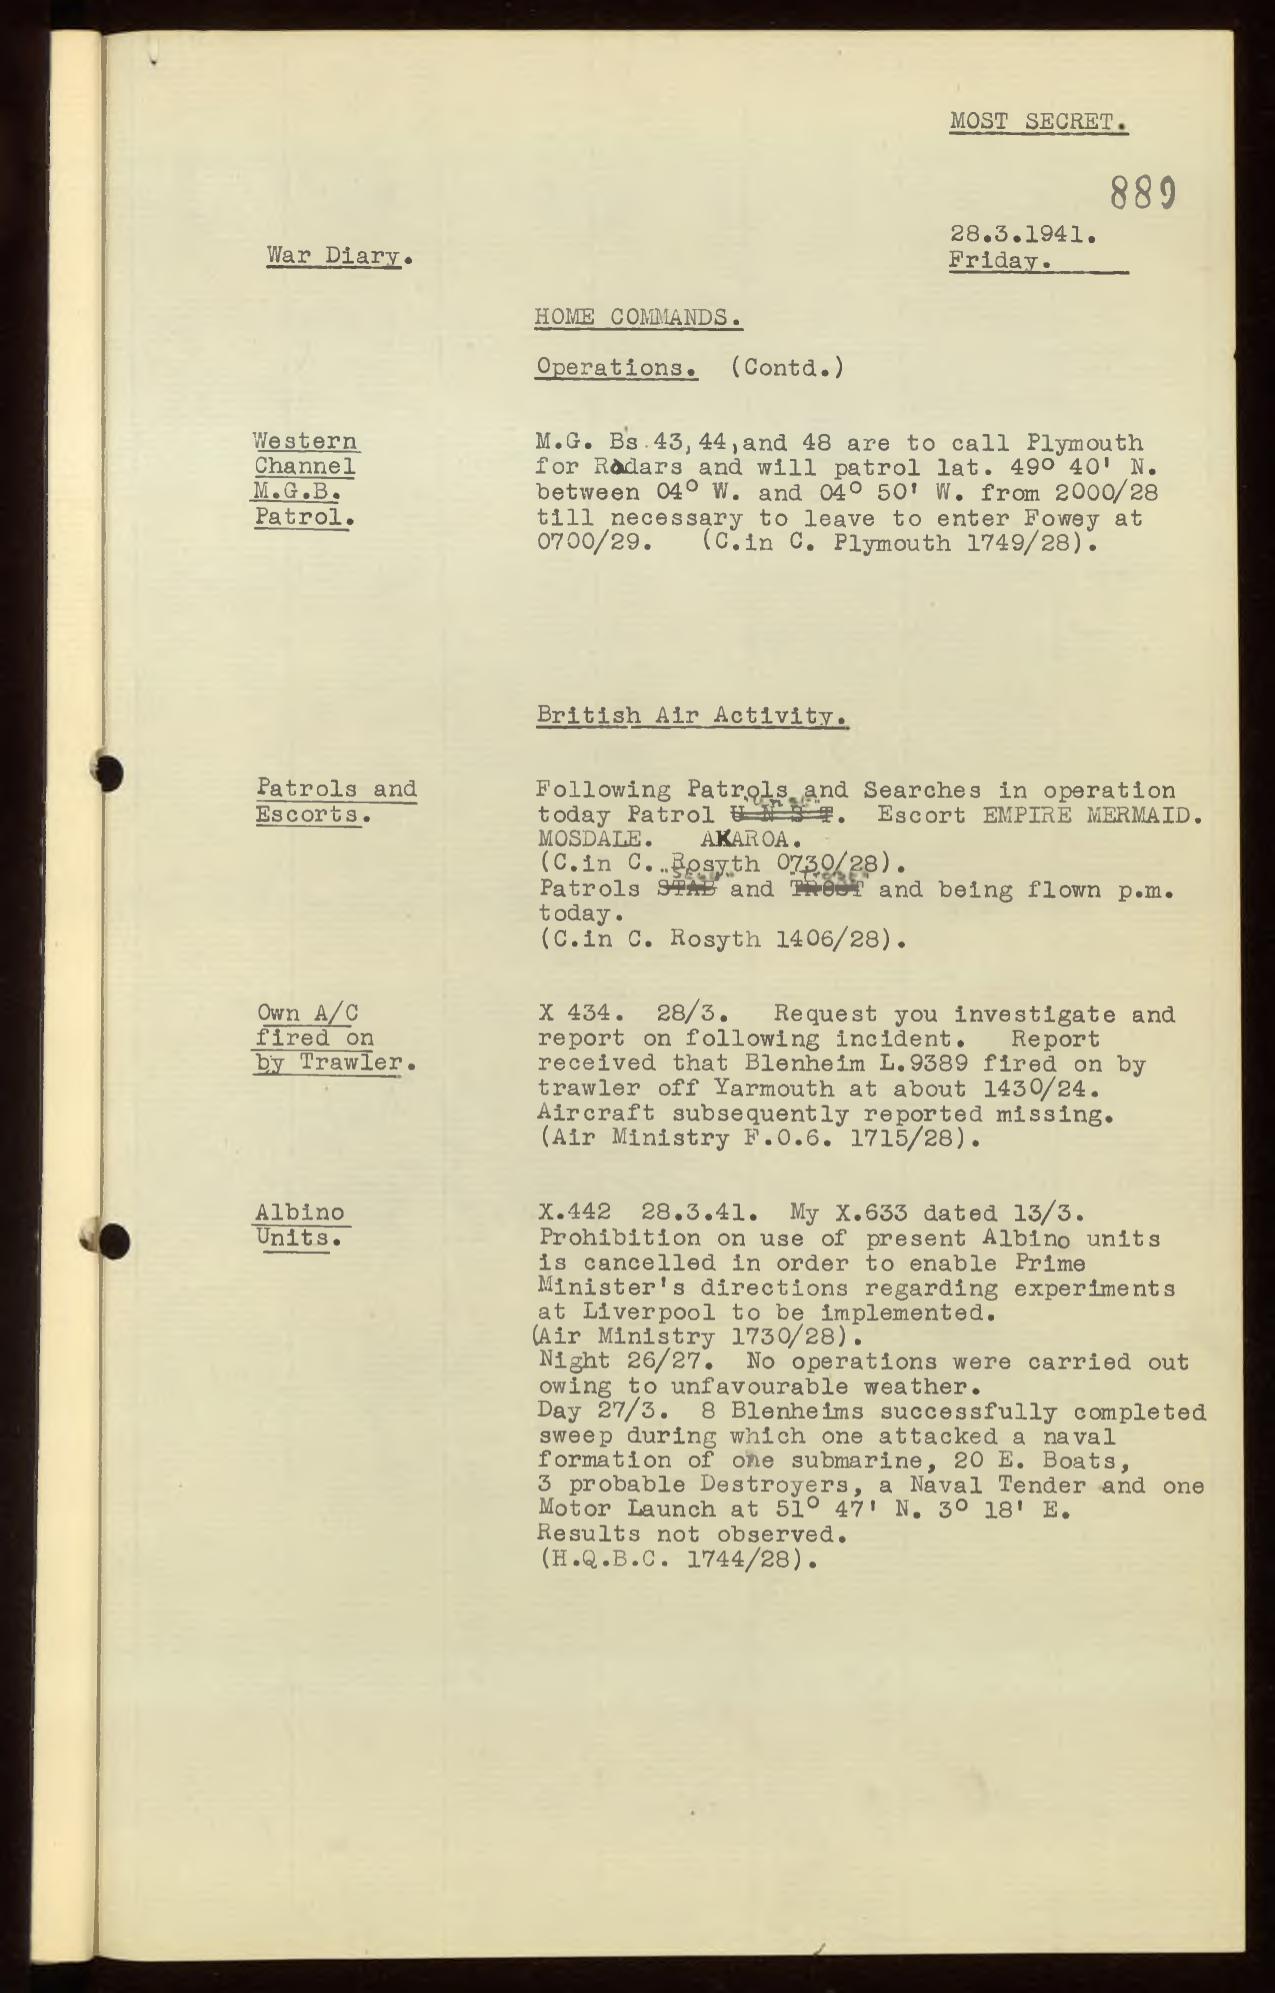 MOST SECRET.
889
28.3.1941.
Friday.
War Diary.
HOME COMMANDS.
Operations. (Contd.)
Western
Channel
M.G.B.
Patrol.
M.G. B's 43, 44, and 48 are to call Plymouth
for Radars and will patrol lat. 49° 40' N.
between 04° W. and 04° 50' W. from 2000/28
till necessary to leave to enter Fowey at
0700/29. (C.in C. Plymouth 1749/28).
British Air Activity.
Patrols and
Escorts.
Following Patrols and Searches in operation
today Patrol U N S T. Escort EMPIRE MERMAID.
MOSDALE. AKAROA.
(C.in C. Rosyth 0730/28).
Patrols STAB and TROST and being flown p.m.
today.
(C.in C. Rosyth 1406/28).
Own A/C
fired on
by Trawler.
X 434. 28/3. Request you investigate and
report on following incident. Report
received that Blenheim L.9389 fired on by
trawler off Yarmouth at about 1430/24.
Aircraft subsequently reported missing.
(Air Ministry F.O.6. 1715/28).
Albino
Units.
X.442 28.3.41. My X.633 dated 13/3.
Prohibition on use of present Albino units
is cancelled in order to enable Prime
Minister's directions regarding experiments
at Liverpool to be implemented.
(Air Ministry 1730/28).
Night 26/27. No operations were carried out
owing to unfavourable weather.
Day 27/3. 8 Blenheims successfully completed
sweep during which one attacked a naval
formation of one submarine, 20 E. Boats,
3 probable Destroyers, a Naval Tender and one
Motor Launch at 51° 47' N. 3° 18' E.
Results not observed.
(H.Q.B.C. 1744/28).